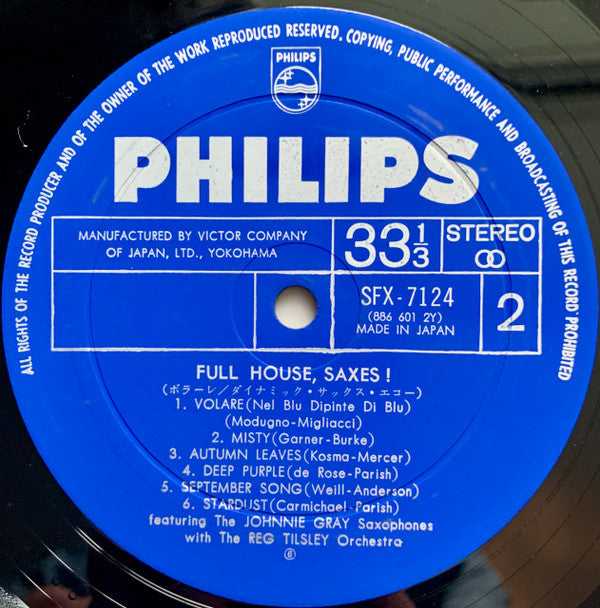 ALL RIGHTS OF THE RECORD PRODUCER AND OF THE OWNER OF THE WORK REPRODUCED RESERVED. COPYING, PUBLIC PERFORMANCE AND BROADCASTING OF THIS RECORD PROHIBITED
PHILIPS
PHILIPS
MANUFACTURED BY VICTOR COMPANY
OF JAPAN, LTD., YOKOHAMA
33 1/3
STEREO
SFX-7124
(886 601 2Y)
MADE IN JAPAN
2
FULL HOUSE, SAXES!
(ボラーレ/ダイナミック・サックス・エコー)
1. VOLARE(Nel Blu Dipinte Di Blu)
(Modugno-Migliacci)
2. MISTY(Garner-Burke)
3. AUTUMN LEAVES(Kosma-Mercer)
4. DEEP PURPLE(de Rose-Parish)
5. SEPTEMBER SONG(Weill-Anderson)
6. STARDUST(Carmichael-Parish)
featuring The JOHNNIE GRAY Saxophones
with The REG TILSLEY Orchestra